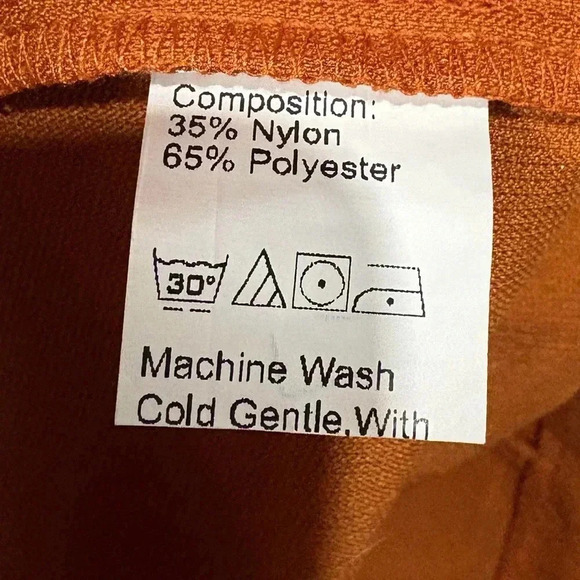 Composition:
35% Nylon
65% Polyester
30°
Machine Wash
Cold Gentle,With